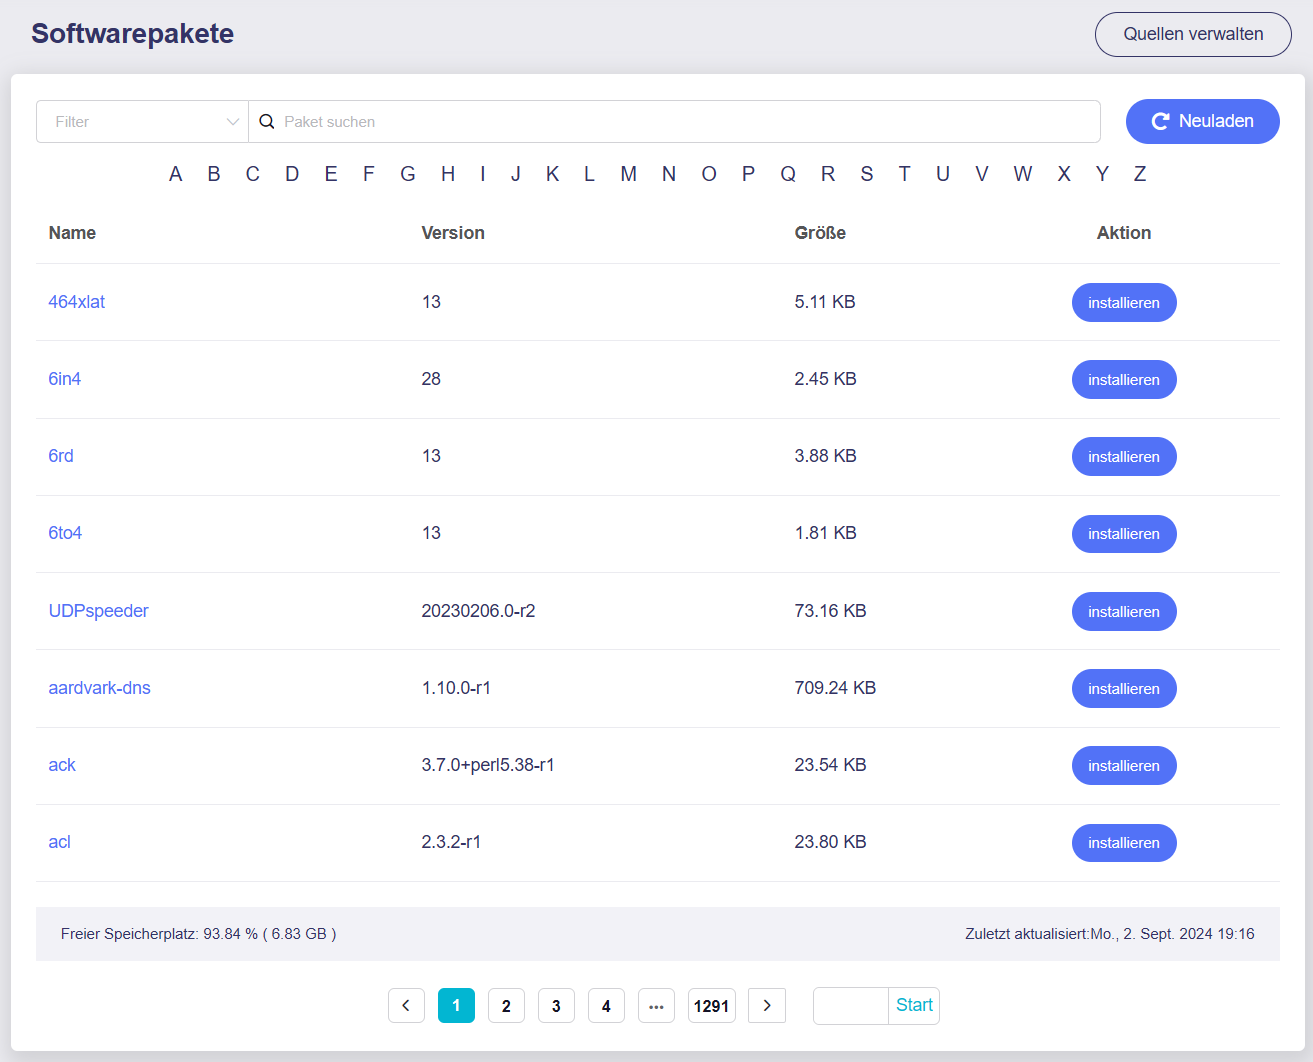 Softwarepakete
Quellen verwalten
Filter
Paket suchen
Neuladen
A B C D E F G H I J K L M N O P Q R S T U V W X Y Z
Name Version Größe Aktion
464xlat 13 5.11 KB installieren
6in4 28 2.45 KB installieren
6rd 13 3.88 KB installieren
6to4 13 1.81 KB installieren
UDPspeeder 20230206.0-r2 73.16 KB installieren
aardvark-dns 1.10.0-r1 709.24 KB installieren
ack 3.7.0+perl5.38-r1 23.54 KB installieren
acl 2.3.2-r1 23.80 KB installieren
Freier Speicherplatz: 93.84 % ( 6.83 GB )
Zuletzt aktualisiert:Mo., 2. Sept. 2024 19:16
1 2 3 4 ... 1291 Start